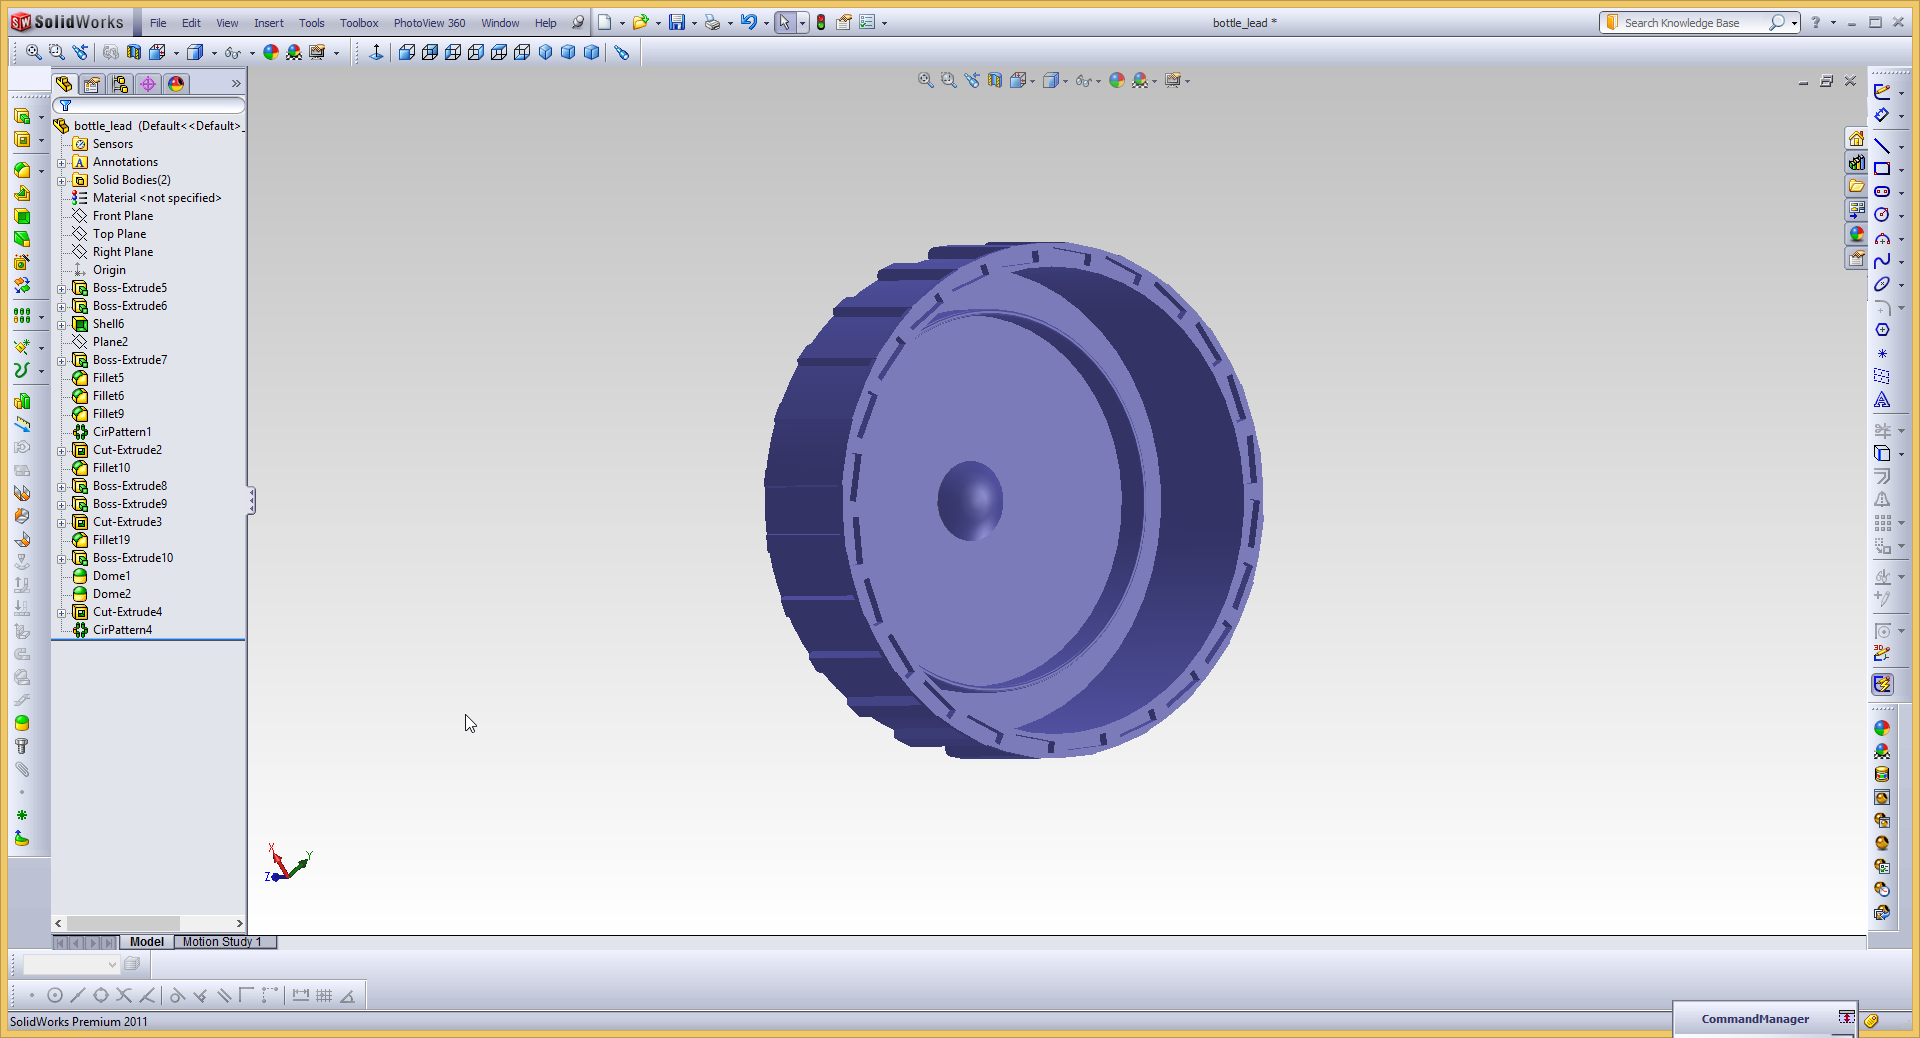 SW SolidWorks File Edit View Insert Tools Toolbox PhotoView 360 Window Help bottle_lead * Search Knowledge Base ?
bottle_lead (Default<<Default>_
Sensors
A Annotations
Solid Bodies(2)
Material <not specified>
Front Plane
Top Plane
Right Plane
Origin
Boss-Extrude5
Boss-Extrude6
Shell6
Plane2
Boss-Extrude7
Fillet5
Fillet6
Fillet9
CirPattern1
Cut-Extrude2
Fillet10
Boss-Extrude8
Boss-Extrude9
Cut-Extrude3
Fillet19
Boss-Extrude10
Dome1
Dome2
Cut-Extrude4
CirPattern4
3D
X
Y
Z
Model Motion Study 1
SolidWorks Premium 2011
CommandManager